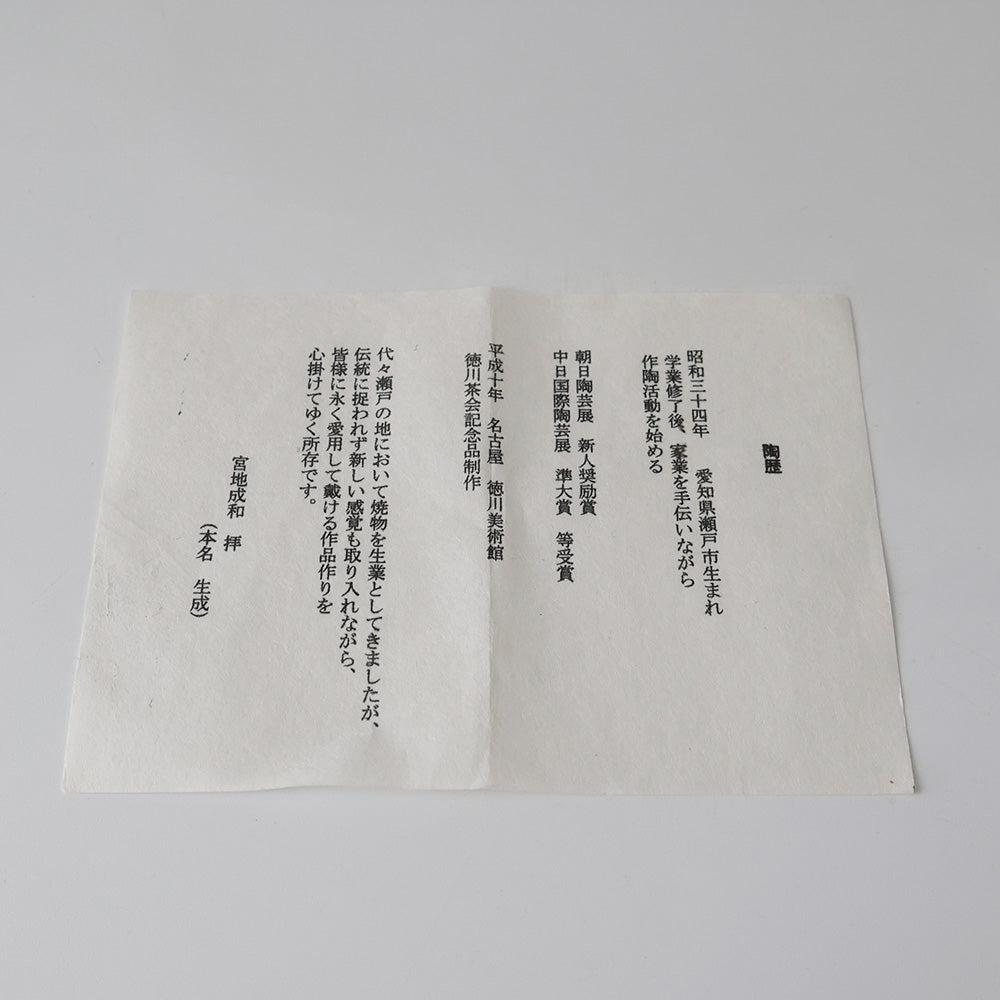 陶歴
昭和三十四年　愛知県瀬戸市生まれ
学業修了後、家業を手伝いながら
作陶活動を始める
朝日陶芸展　新人奨励賞
中日国際陶芸展　準大賞　等受賞
平成十年　名古屋　徳川美術館
徳川茶会記念品制作
代々瀬戸の地において焼物を生業としてきましたが、
伝統に捉われず新しい感覚も取り入れながら、
皆様に永く愛用して戴ける作品作りを
心掛けてゆく所存です。
宮地成和　拝
（本名　生成）